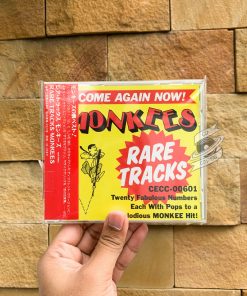 COME AGAIN NOW!
MONKEES
RARE
TRACKS
CECC-00601
Twenty Fabulous Numbers
Each With Pops to a
lodious MONKEE Hit!
RARE TRACKS MONKEES